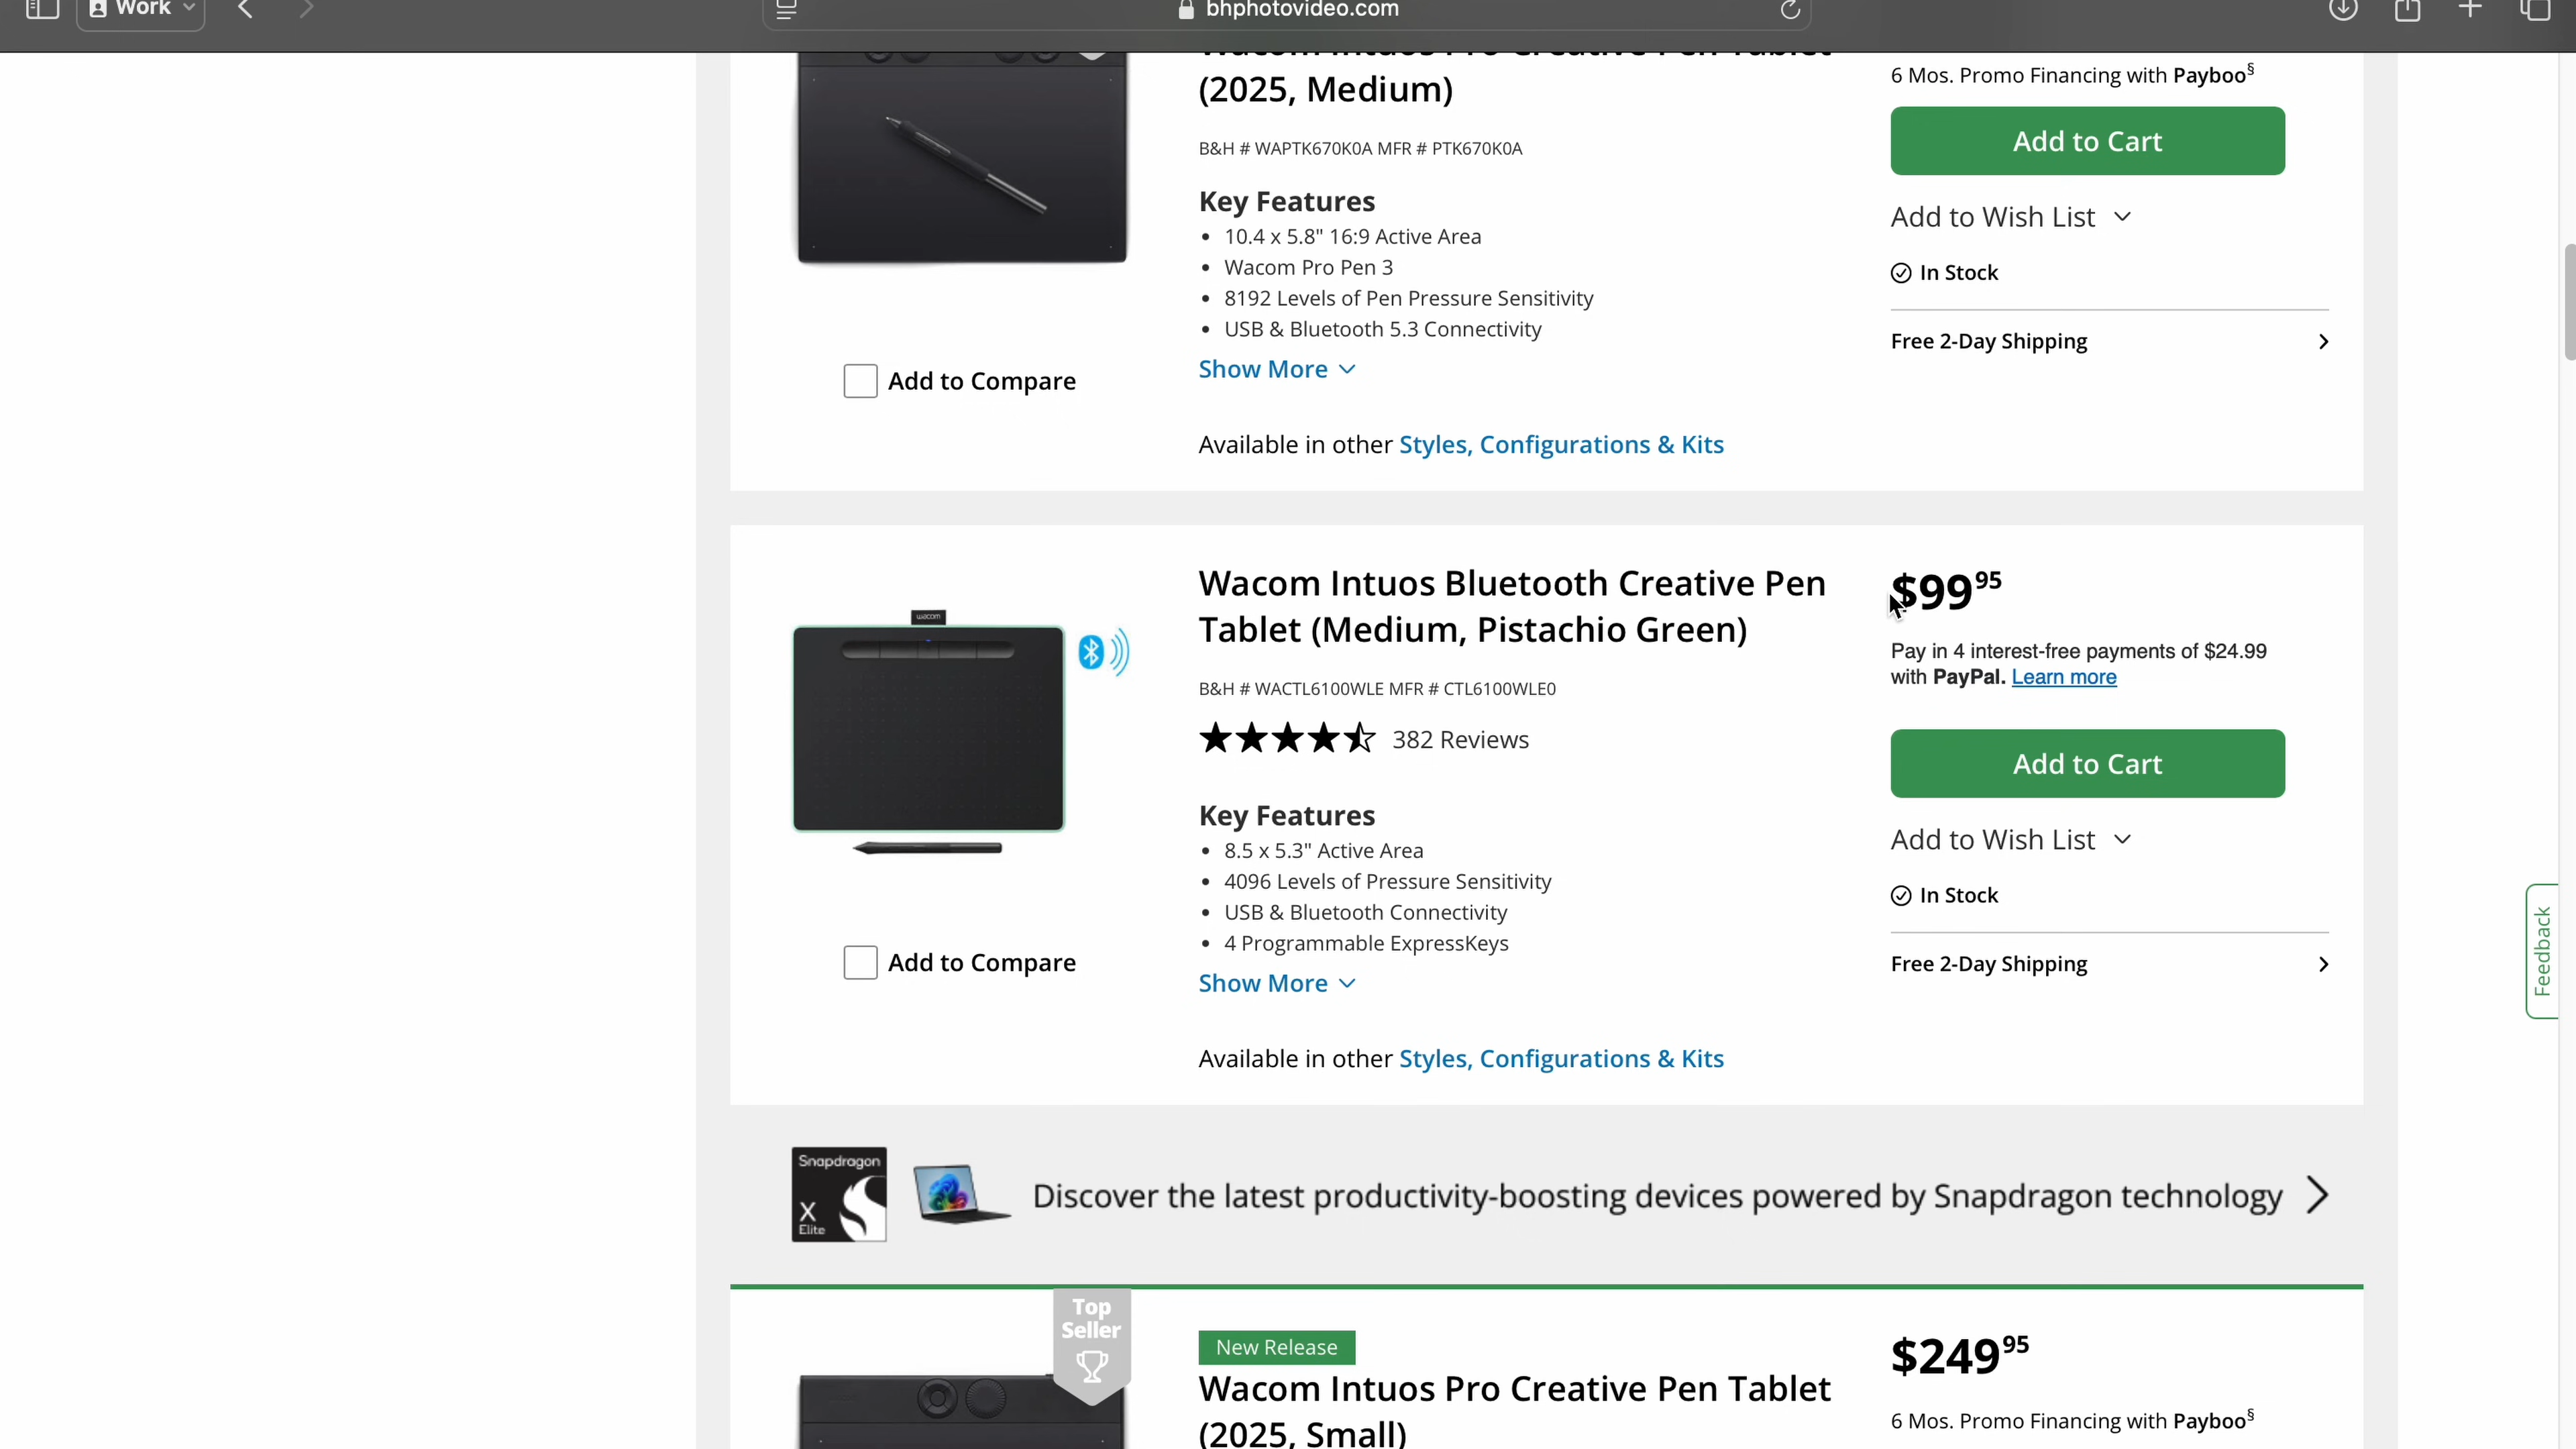 Work
bhphotovideo.com
Wacom Intuos Pro Creative Pen Tablet
(2025, Medium)
B&H # WAPTK670K0A MFR # PTK670K0A
Key Features
• 10.4 x 5.8" 16:9 Active Area
• Wacom Pro Pen 3
• 8192 Levels of Pen Pressure Sensitivity
• USB & Bluetooth 5.3 Connectivity
Show More
Available in other Styles, Configurations & Kits
Add to Compare
6 Mos. Promo Financing with Payboo§
Add to Cart
Add to Wish List
In Stock
Free 2-Day Shipping
wacom
Add to Compare
Wacom Intuos Bluetooth Creative Pen
Tablet (Medium, Pistachio Green)
B&H # WACTL6100WLE MFR # CTL6100WLE0
382 Reviews
Key Features
• 8.5 x 5.3" Active Area
• 4096 Levels of Pressure Sensitivity
• USB & Bluetooth Connectivity
• 4 Programmable ExpressKeys
Show More
Available in other Styles, Configurations & Kits
$99 95
Pay in 4 interest-free payments of $24.99
with PayPal. Learn more
Add to Cart
Add to Wish List
In Stock
Free 2-Day Shipping
Feedback
Snapdragon
X
Elite
Discover the latest productivity-boosting devices powered by Snapdragon technology
Top
Seller
New Release
Wacom Intuos Pro Creative Pen Tablet
(2025, Small)
$249 95
6 Mos. Promo Financing with Payboo§